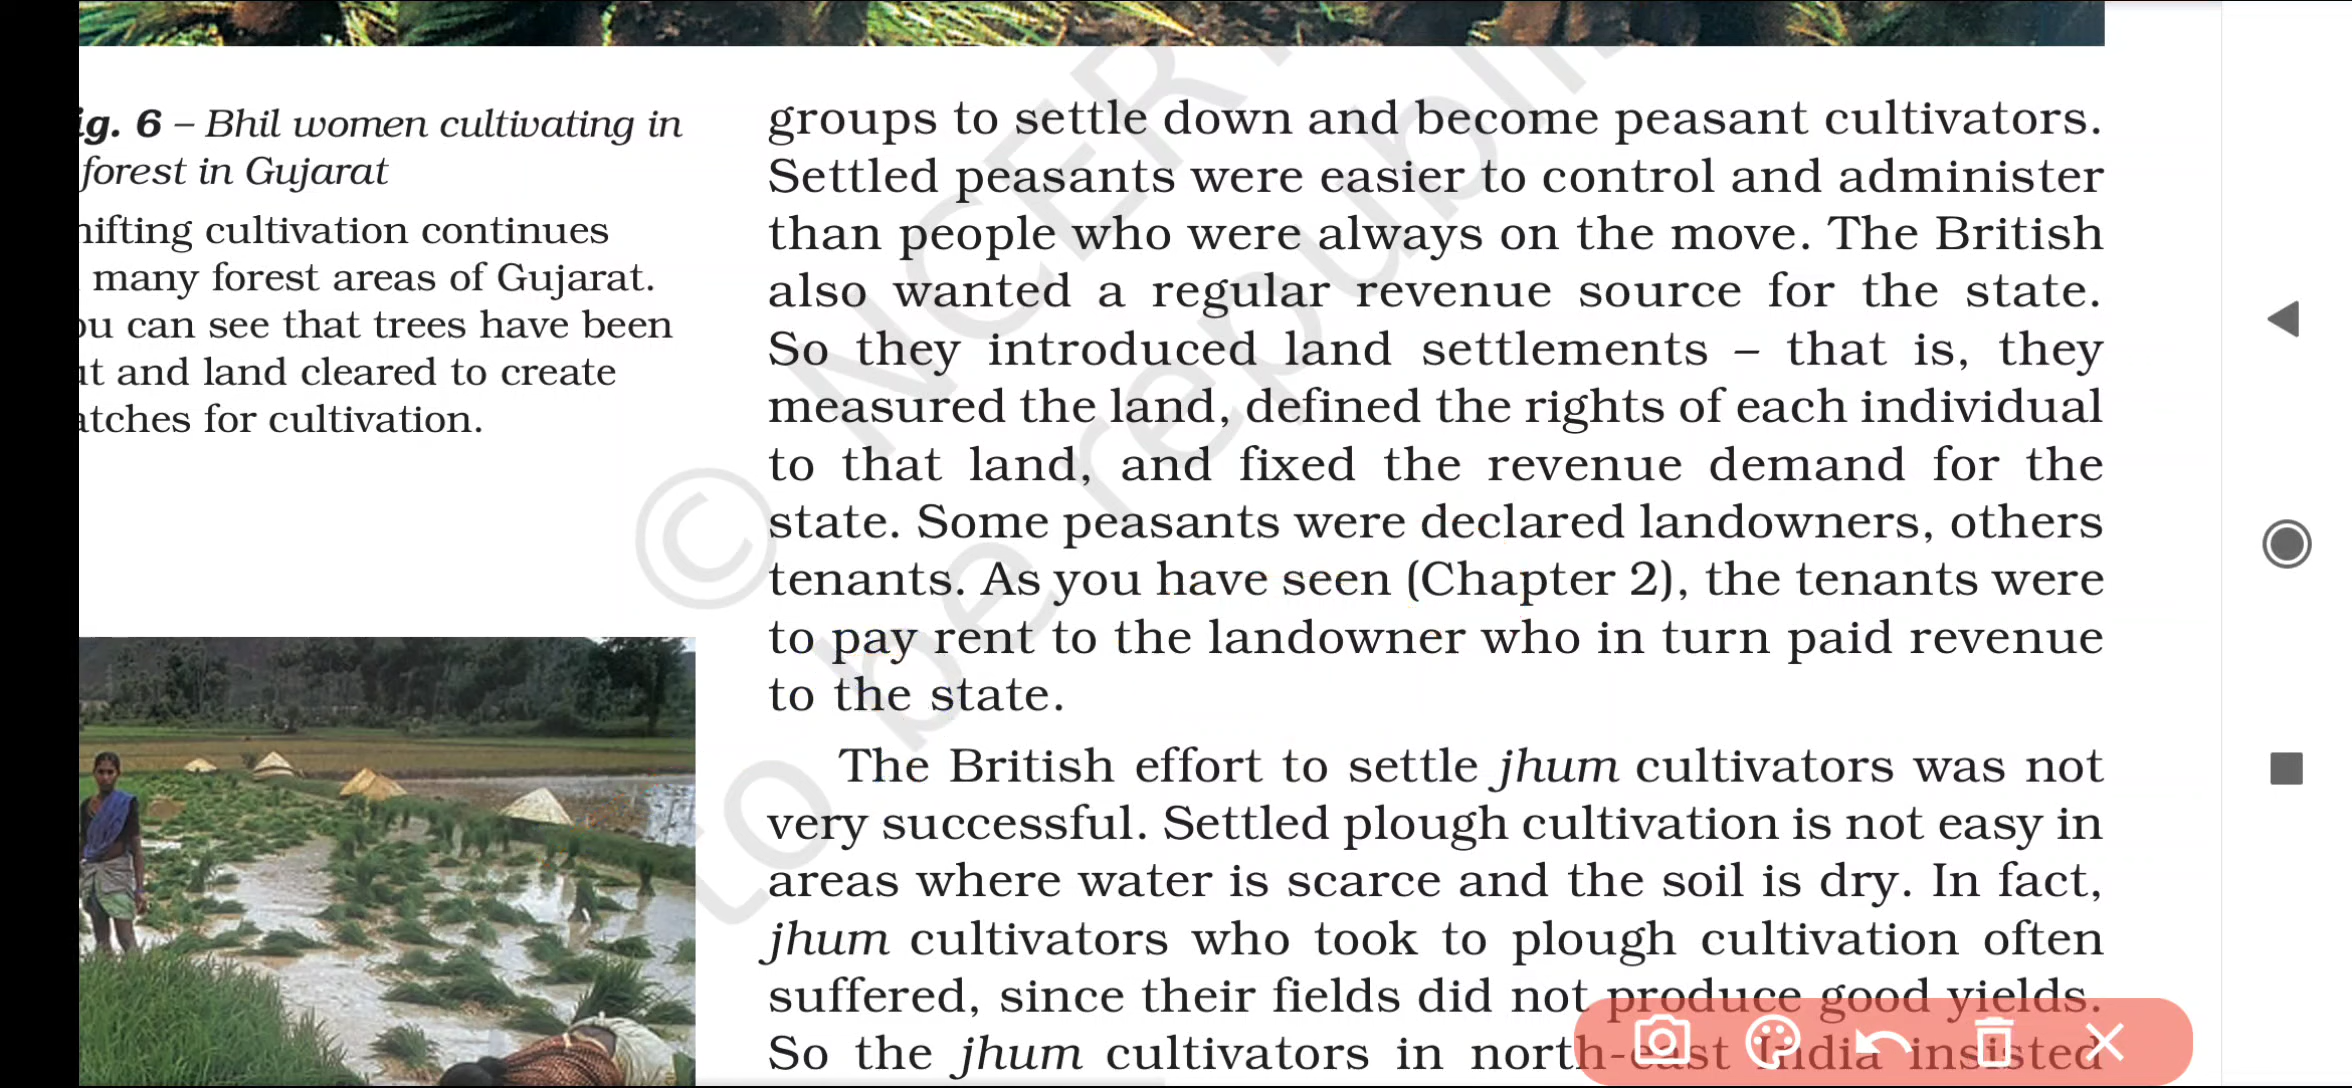 ig. 6 – Bhil women cultivating in
forest in Gujarat
hifting cultivation continues
many forest areas of Gujarat.
ou can see that trees have been
ut and land cleared to create
atches for cultivation.
groups to settle down and become peasant cultivators.
Settled peasants were easier to control and administer
than people who were always on the move. The British
also wanted a regular revenue source for the state.
So they introduced land settlements – that is, they
measured the land, defined the rights of each individual
to that land, and fixed the revenue demand for the
state. Some peasants were declared landowners, others
tenants. As you have seen (Chapter 2), the tenants were
to pay rent to the landowner who in turn paid revenue
to the state.
The British effort to settle jhum cultivators was not
very successful. Settled plough cultivation is not easy in
areas where water is scarce and the soil is dry. In fact,
jhum cultivators who took to plough cultivation often
suffered, since their fields did not produce good yields.
So the jhum cultivators in north-east India insisted
© NCER
to be republi